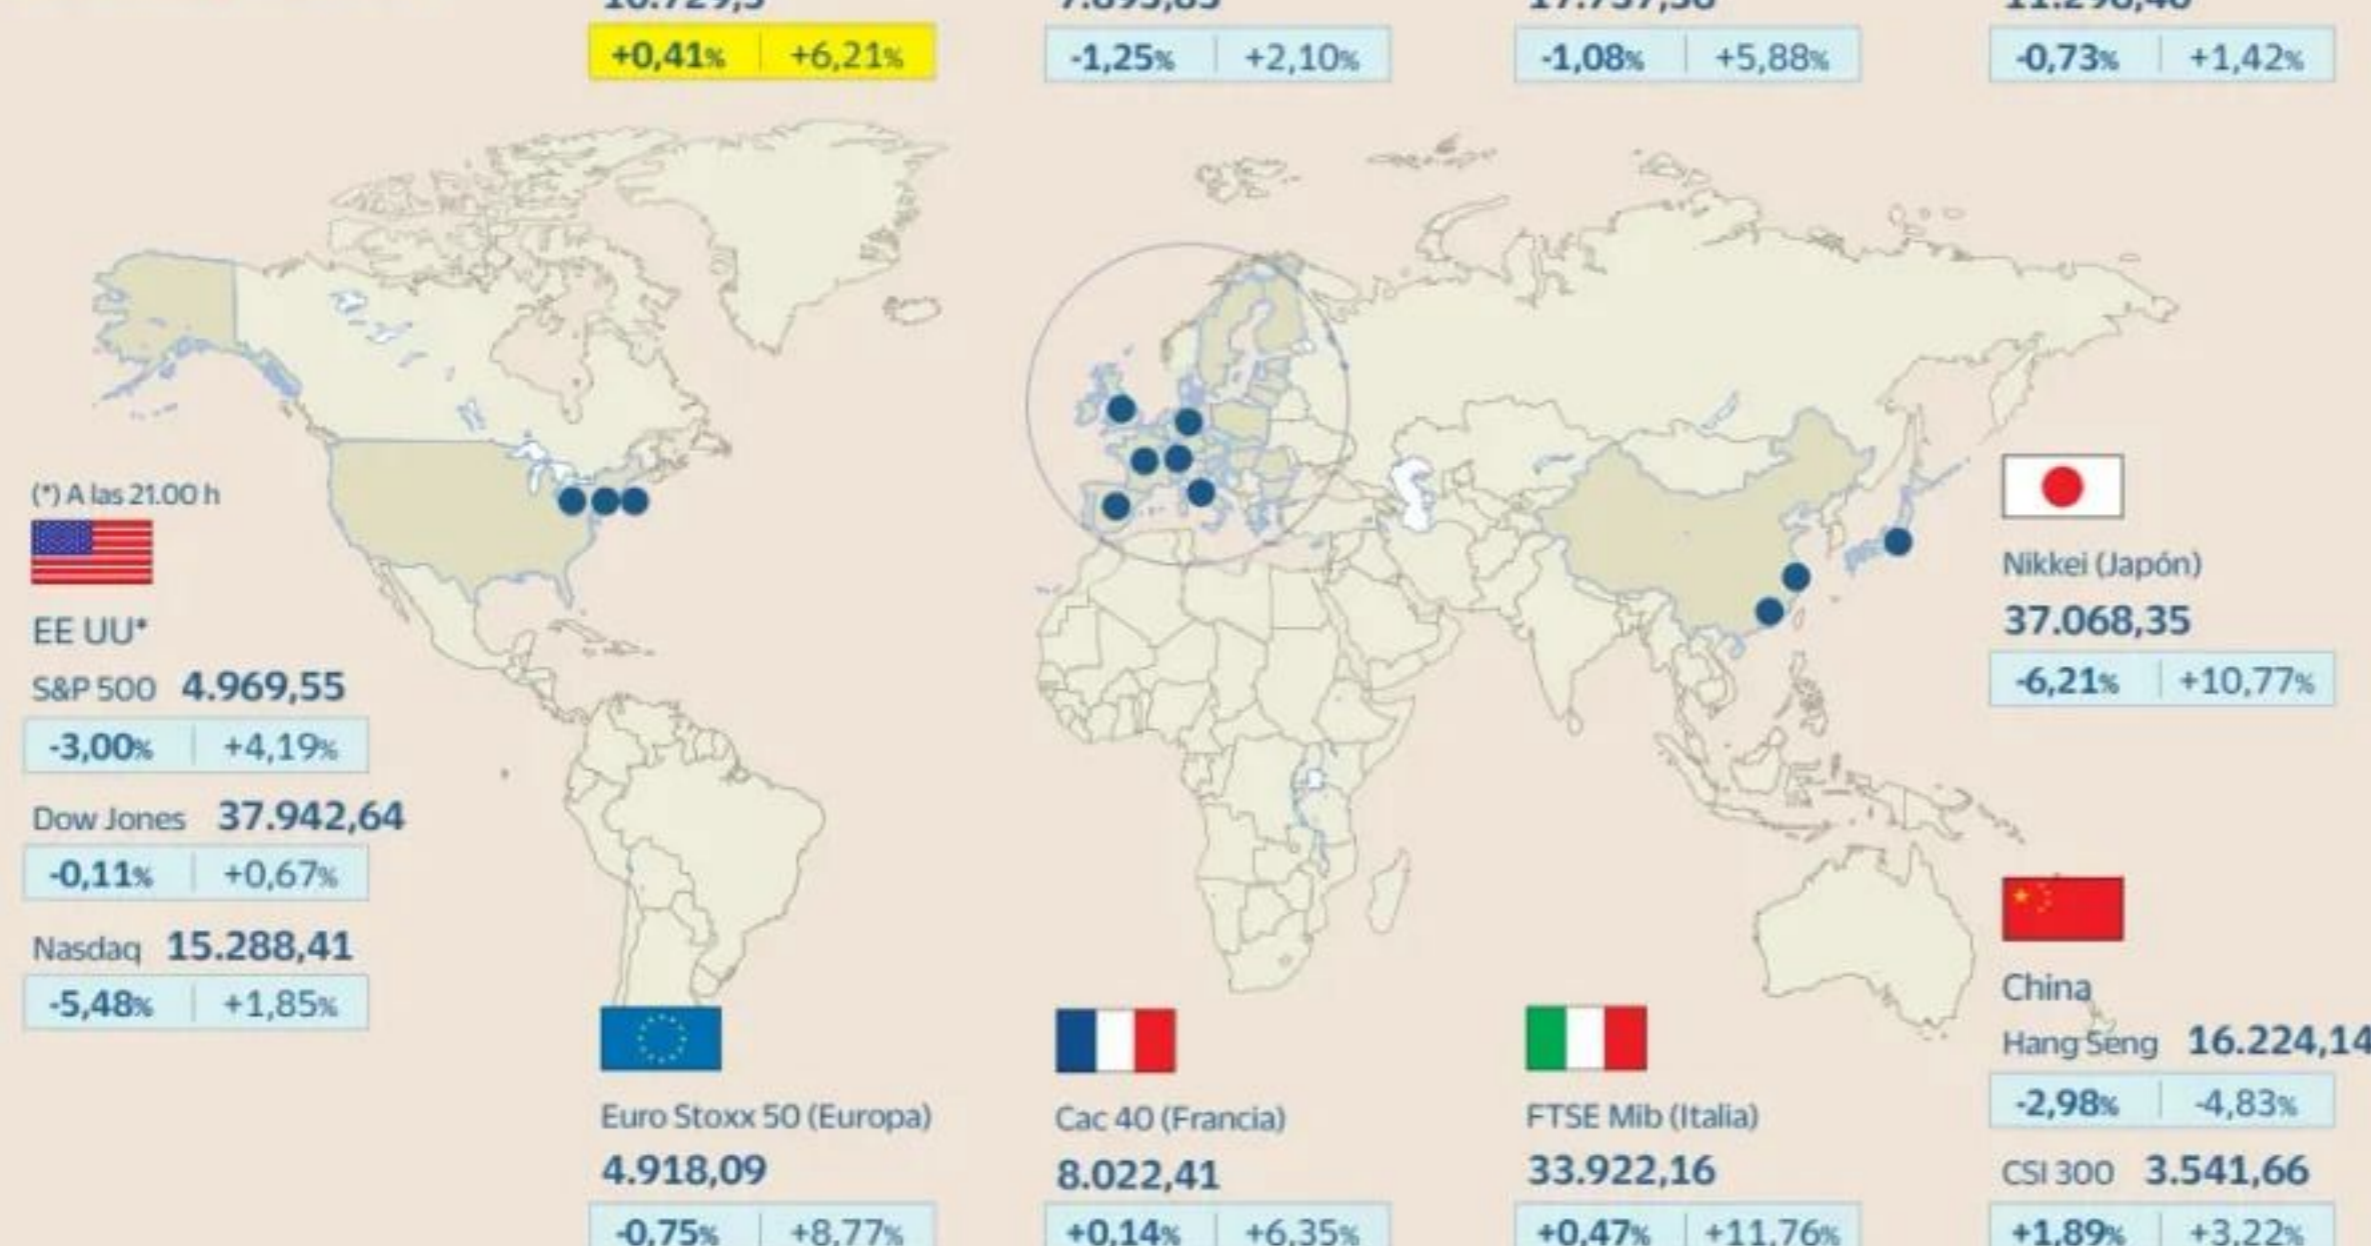 +0,41% +6,21%
-1,25% +2,10%
-1,08% +5,88%
-0,73% +1,42%
(*) A las 21.00 h
EE UU*
S&P 500 4.969,55
-3,00% +4,19%
Dow Jones 37.942,64
-0,11% +0,67%
Nasdaq 15.288,41
-5,48% +1,85%
Nikkei (Japón)
37.068,35
-6,21% +10,77%
Euro Stoxx 50 (Europa)
4.918,09
-0,75% +8,77%
Cac 40 (Francia)
8.022,41
+0,14% +6,35%
FTSE Mib (Italia)
33.922,16
+0,47% +11,76%
China
Hang Seng 16.224,14
-2,98% -4,83%
CSI 300 3.541,66
+1,89% +3,22%